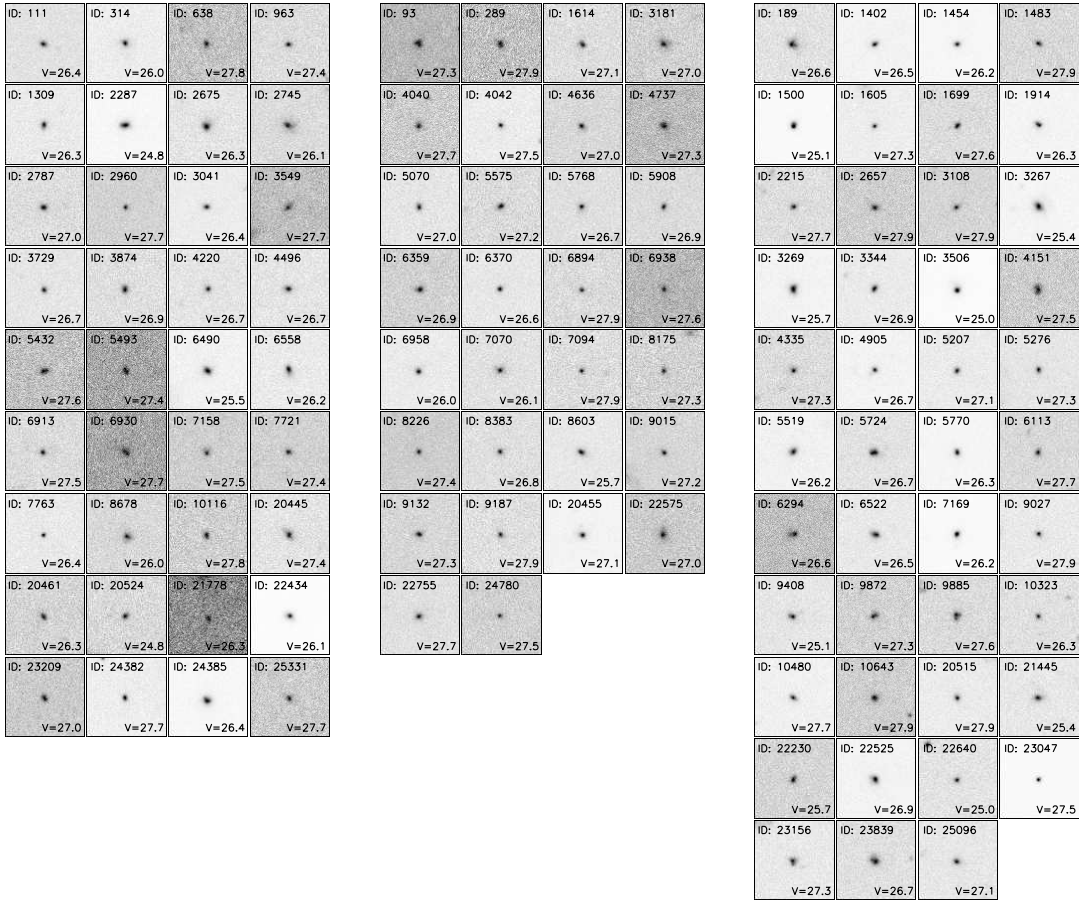 ID: 111 ID: 314 ID: 638 ID: 963
V=26.4 V=26.0 V=27.8 V=27.4
ID: 1309 ID: 2287 ID: 2675 ID: 2745
V=26.3 V=24.8 V=26.3 V=26.1
ID: 2787 ID: 2960 ID: 3041 ID: 3549
V=27.0 V=27.7 V=26.4 V=27.7
ID: 3729 ID: 3874 ID: 4220 ID: 4496
V=26.7 V=26.9 V=26.7 V=26.7
ID: 5432 ID: 5493 ID: 6490 ID: 6558
V=27.6 V=27.4 V=25.5 V=26.2
ID: 6913 ID: 6930 ID: 7158 ID: 7721
V=27.5 V=27.7 V=27.5 V=27.4
ID: 7763 ID: 8678 ID: 10116 ID: 20445
V=26.4 V=26.0 V=27.8 V=27.4
ID: 20461 ID: 20524 ID: 21778 ID: 22434
V=26.3 V=24.8 V=26.3 V=26.1
ID: 23209 ID: 24382 ID: 24385 ID: 25331
V=27.0 V=27.7 V=26.4 V=27.7
ID: 93 ID: 289 ID: 1614 ID: 3181
V=27.3 V=27.9 V=27.1 V=27.0
ID: 4040 ID: 4042 ID: 4636 ID: 4737
V=27.7 V=27.5 V=27.0 V=27.3
ID: 5070 ID: 5575 ID: 5768 ID: 5908
V=27.0 V=27.2 V=26.7 V=26.9
ID: 6359 ID: 6370 ID: 6894 ID: 6938
V=26.9 V=26.6 V=27.9 V=27.6
ID: 6958 ID: 7070 ID: 7094 ID: 8175
V=26.0 V=26.1 V=27.9 V=27.3
ID: 8226 ID: 8383 ID: 8603 ID: 9015
V=27.4 V=26.8 V=25.7 V=27.2
ID: 9132 ID: 9187 ID: 20455 ID: 22575
V=27.3 V=27.9 V=27.1 V=27.0
ID: 22755 ID: 24780
V=27.7 V=27.5
ID: 189 ID: 1402 ID: 1454 ID: 1483
V=26.6 V=26.5 V=26.2 V=27.9
ID: 1500 ID: 1605 ID: 1699 ID: 1914
V=25.1 V=27.3 V=27.6 V=26.3
ID: 2215 ID: 2657 ID: 3108 ID: 3267
V=27.7 V=27.9 V=27.9 V=25.4
ID: 3269 ID: 3344 ID: 3506 ID: 4151
V=25.7 V=26.9 V=25.0 V=27.5
ID: 4335 ID: 4905 ID: 5207 ID: 5276
V=27.3 V=26.7 V=27.1 V=27.3
ID: 5519 ID: 5724 ID: 5770 ID: 6113
V=26.2 V=26.7 V=26.3 V=27.7
ID: 6294 ID: 6522 ID: 7169 ID: 9027
V=26.6 V=26.5 V=26.2 V=27.9
ID: 9408 ID: 9872 ID: 9885 ID: 10323
V=25.1 V=27.3 V=27.6 V=26.3
ID: 10480 ID: 10643 ID: 20515 ID: 21445
V=27.7 V=27.9 V=27.9 V=25.4
ID: 22230 ID: 22525 ID: 22640 ID: 23047
V=25.7 V=26.9 V=25.0 V=27.5
ID: 23156 ID: 23839 ID: 25096
V=27.3 V=26.7 V=27.1